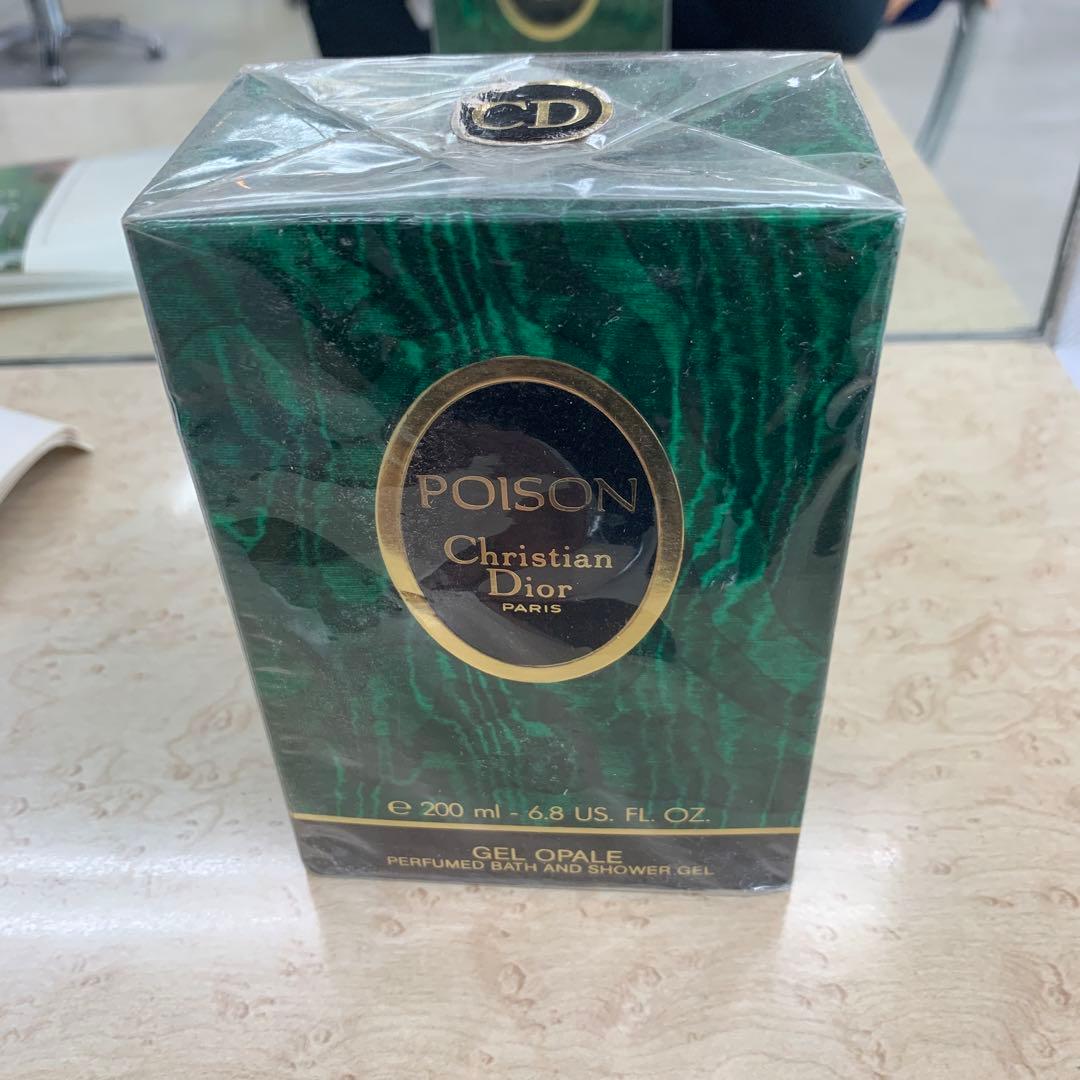 CD
POISON
Christian
Dior
PARIS
e 200 ml - 6.8 US. FL. OZ.
GEL OPALE
PERFUMED BATH AND SHOWER GEL